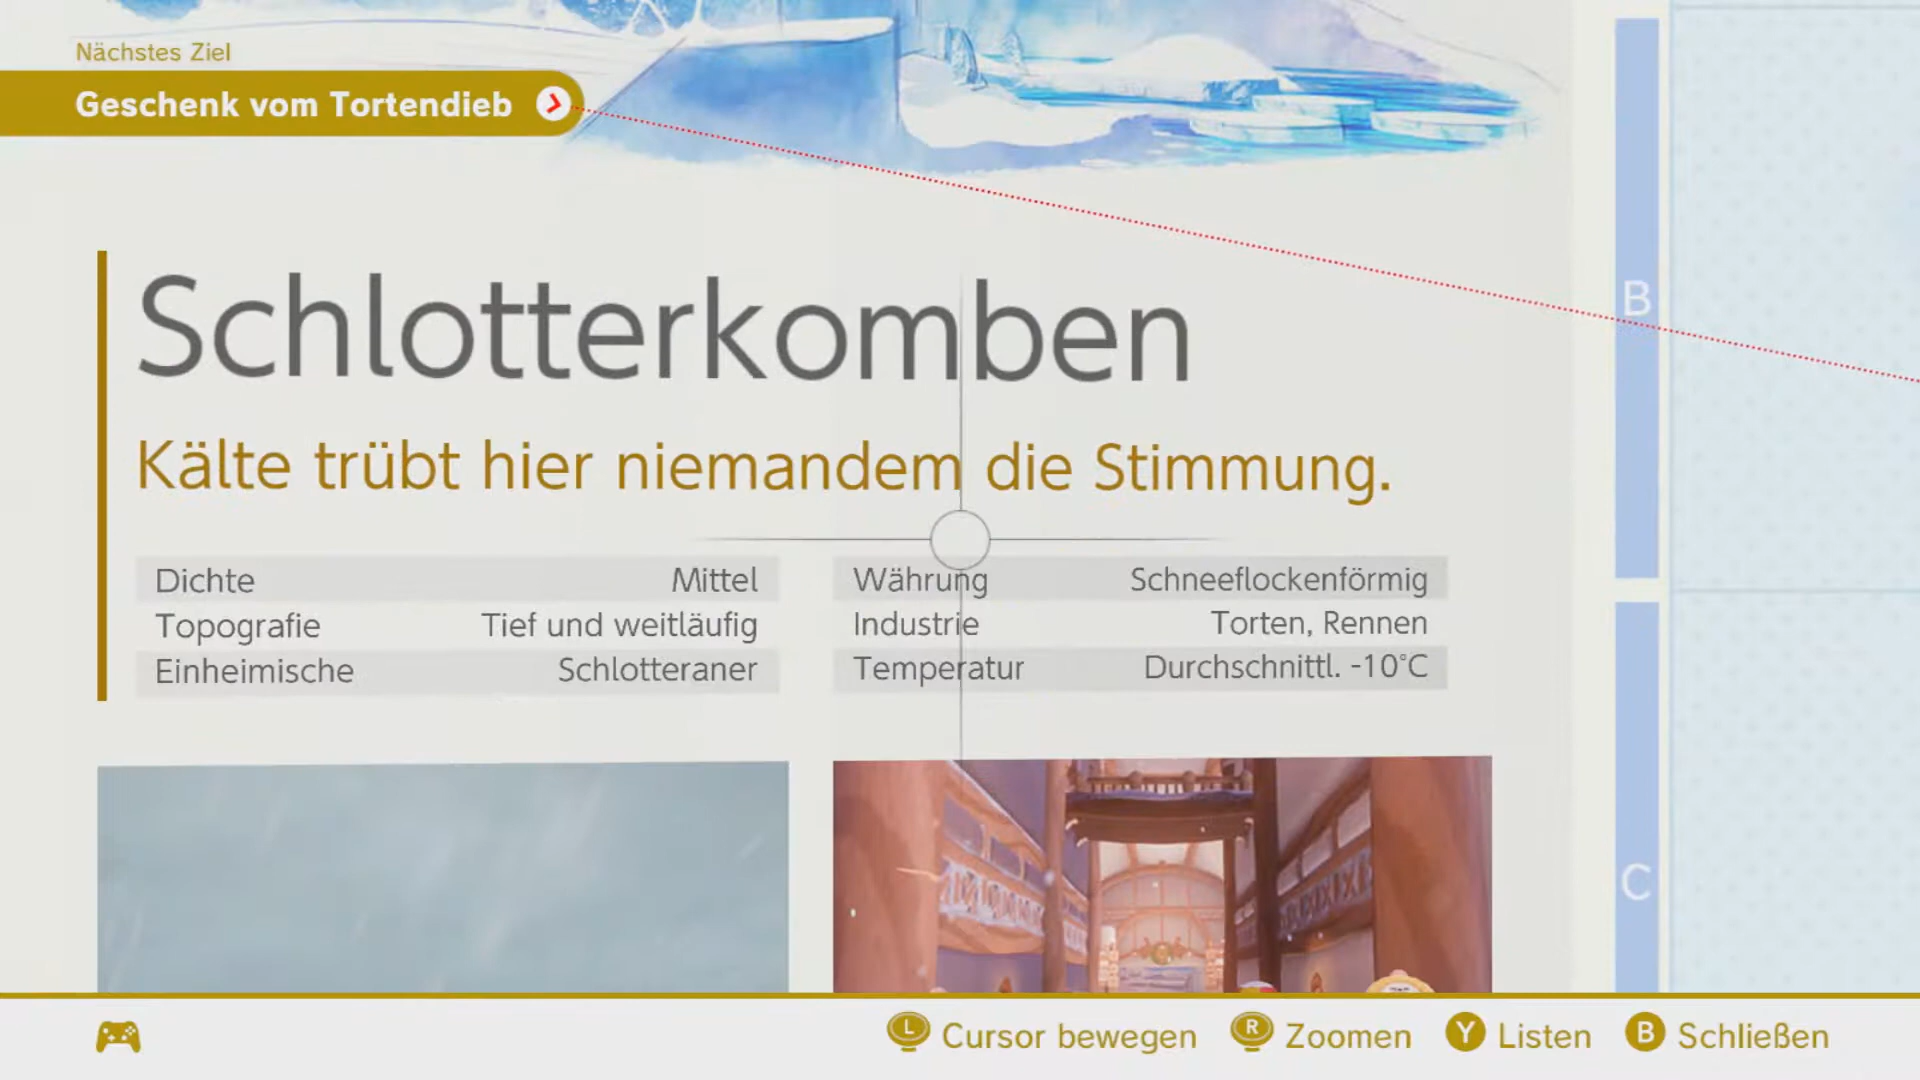 Nächstes Ziel
Geschenk vom Tortendieb
Schlotterkomben
Kälte trübt hier niemandem die Stimmung.
Dichte Mittel
Topografie Tief und weitläufig
Einheimische Schlotteraner
Währung Schneeflockenförmig
Industrie Torten, Rennen
Temperatur Durchschnittl. -10°C
B
C
L Cursor bewegen R Zoomen Y Listen B Schließen